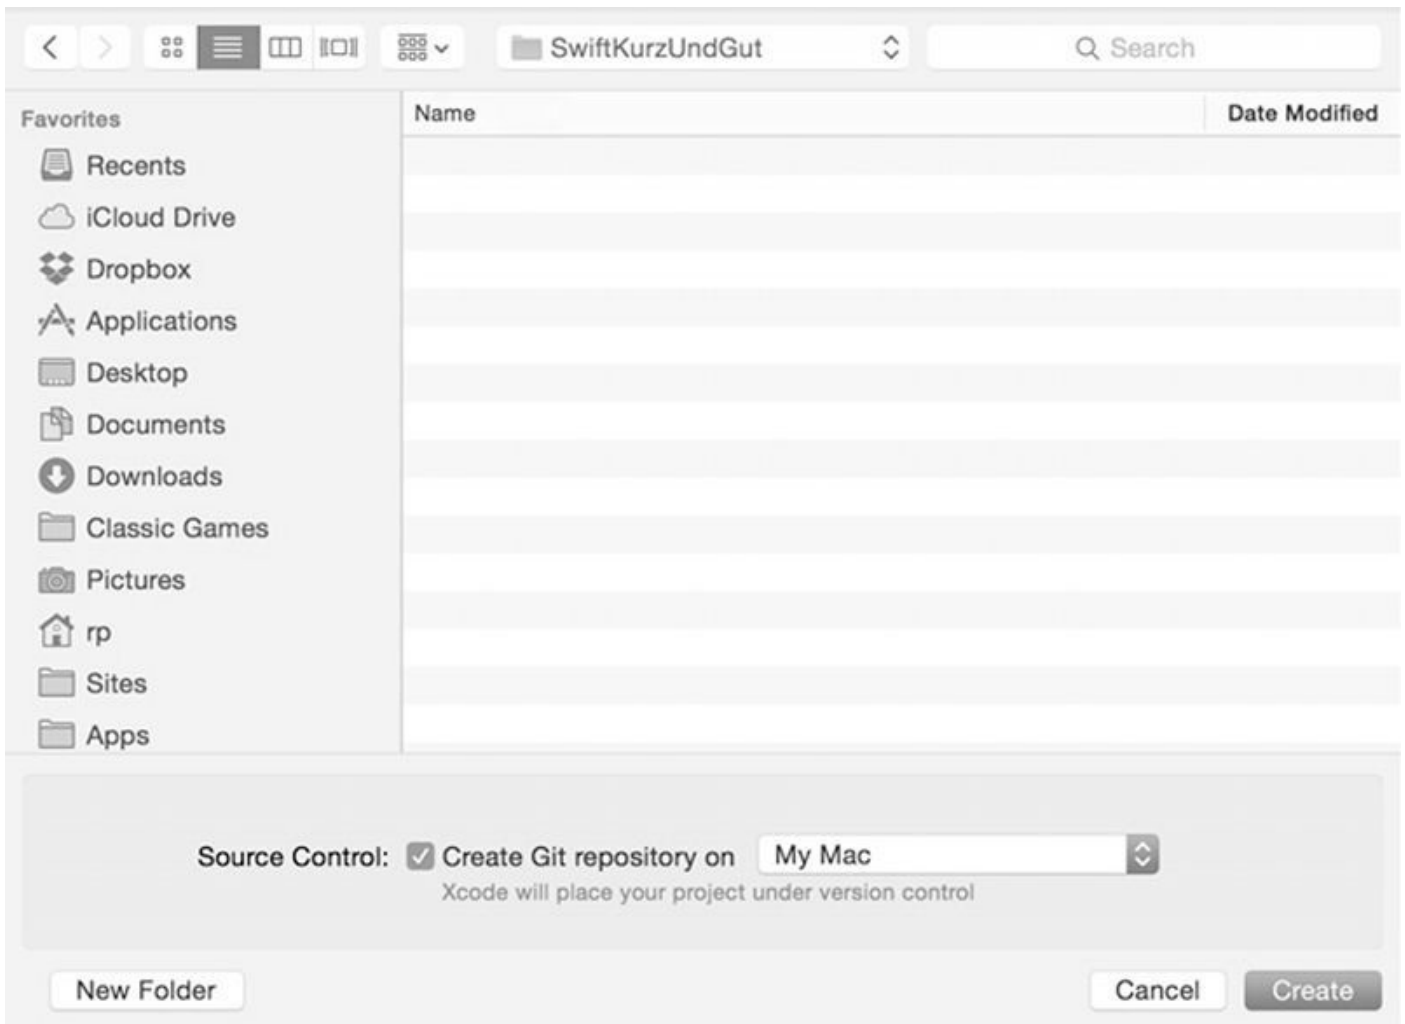 SwiftKurzUndGut
Search
Favorites
Name
Date Modified
Recents
iCloud Drive
Dropbox
Applications
Desktop
Documents
Downloads
Classic Games
Pictures
rp
Sites
Apps
Source Control: Create Git repository on My Mac
Xcode will place your project under version control
New Folder
Cancel
Create